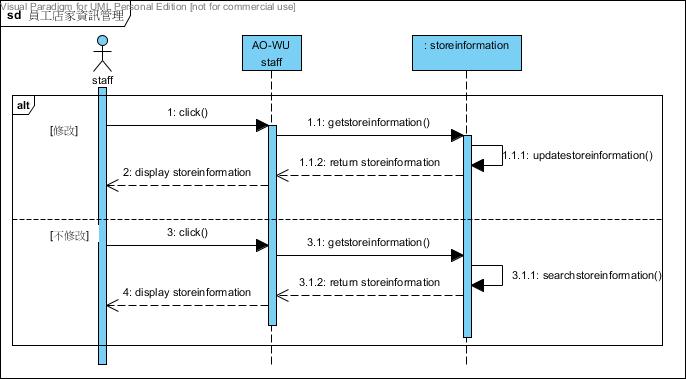 Visual Paradigm for UML Personal Edition [not for commercial use]
sd 員工店家資訊管理
staff
AO-WU
staff
: storeinformation
alt
[修改]
1: click()
1.1: getstoreinformation()
1.1.1: updatestoreinformation()
1.1.2: return storeinformation
2: display storeinformation
[不修改]
3: click()
3.1: getstoreinformation()
3.1.1: searchstoreinformation()
3.1.2: return storeinformation
4: display storeinformation